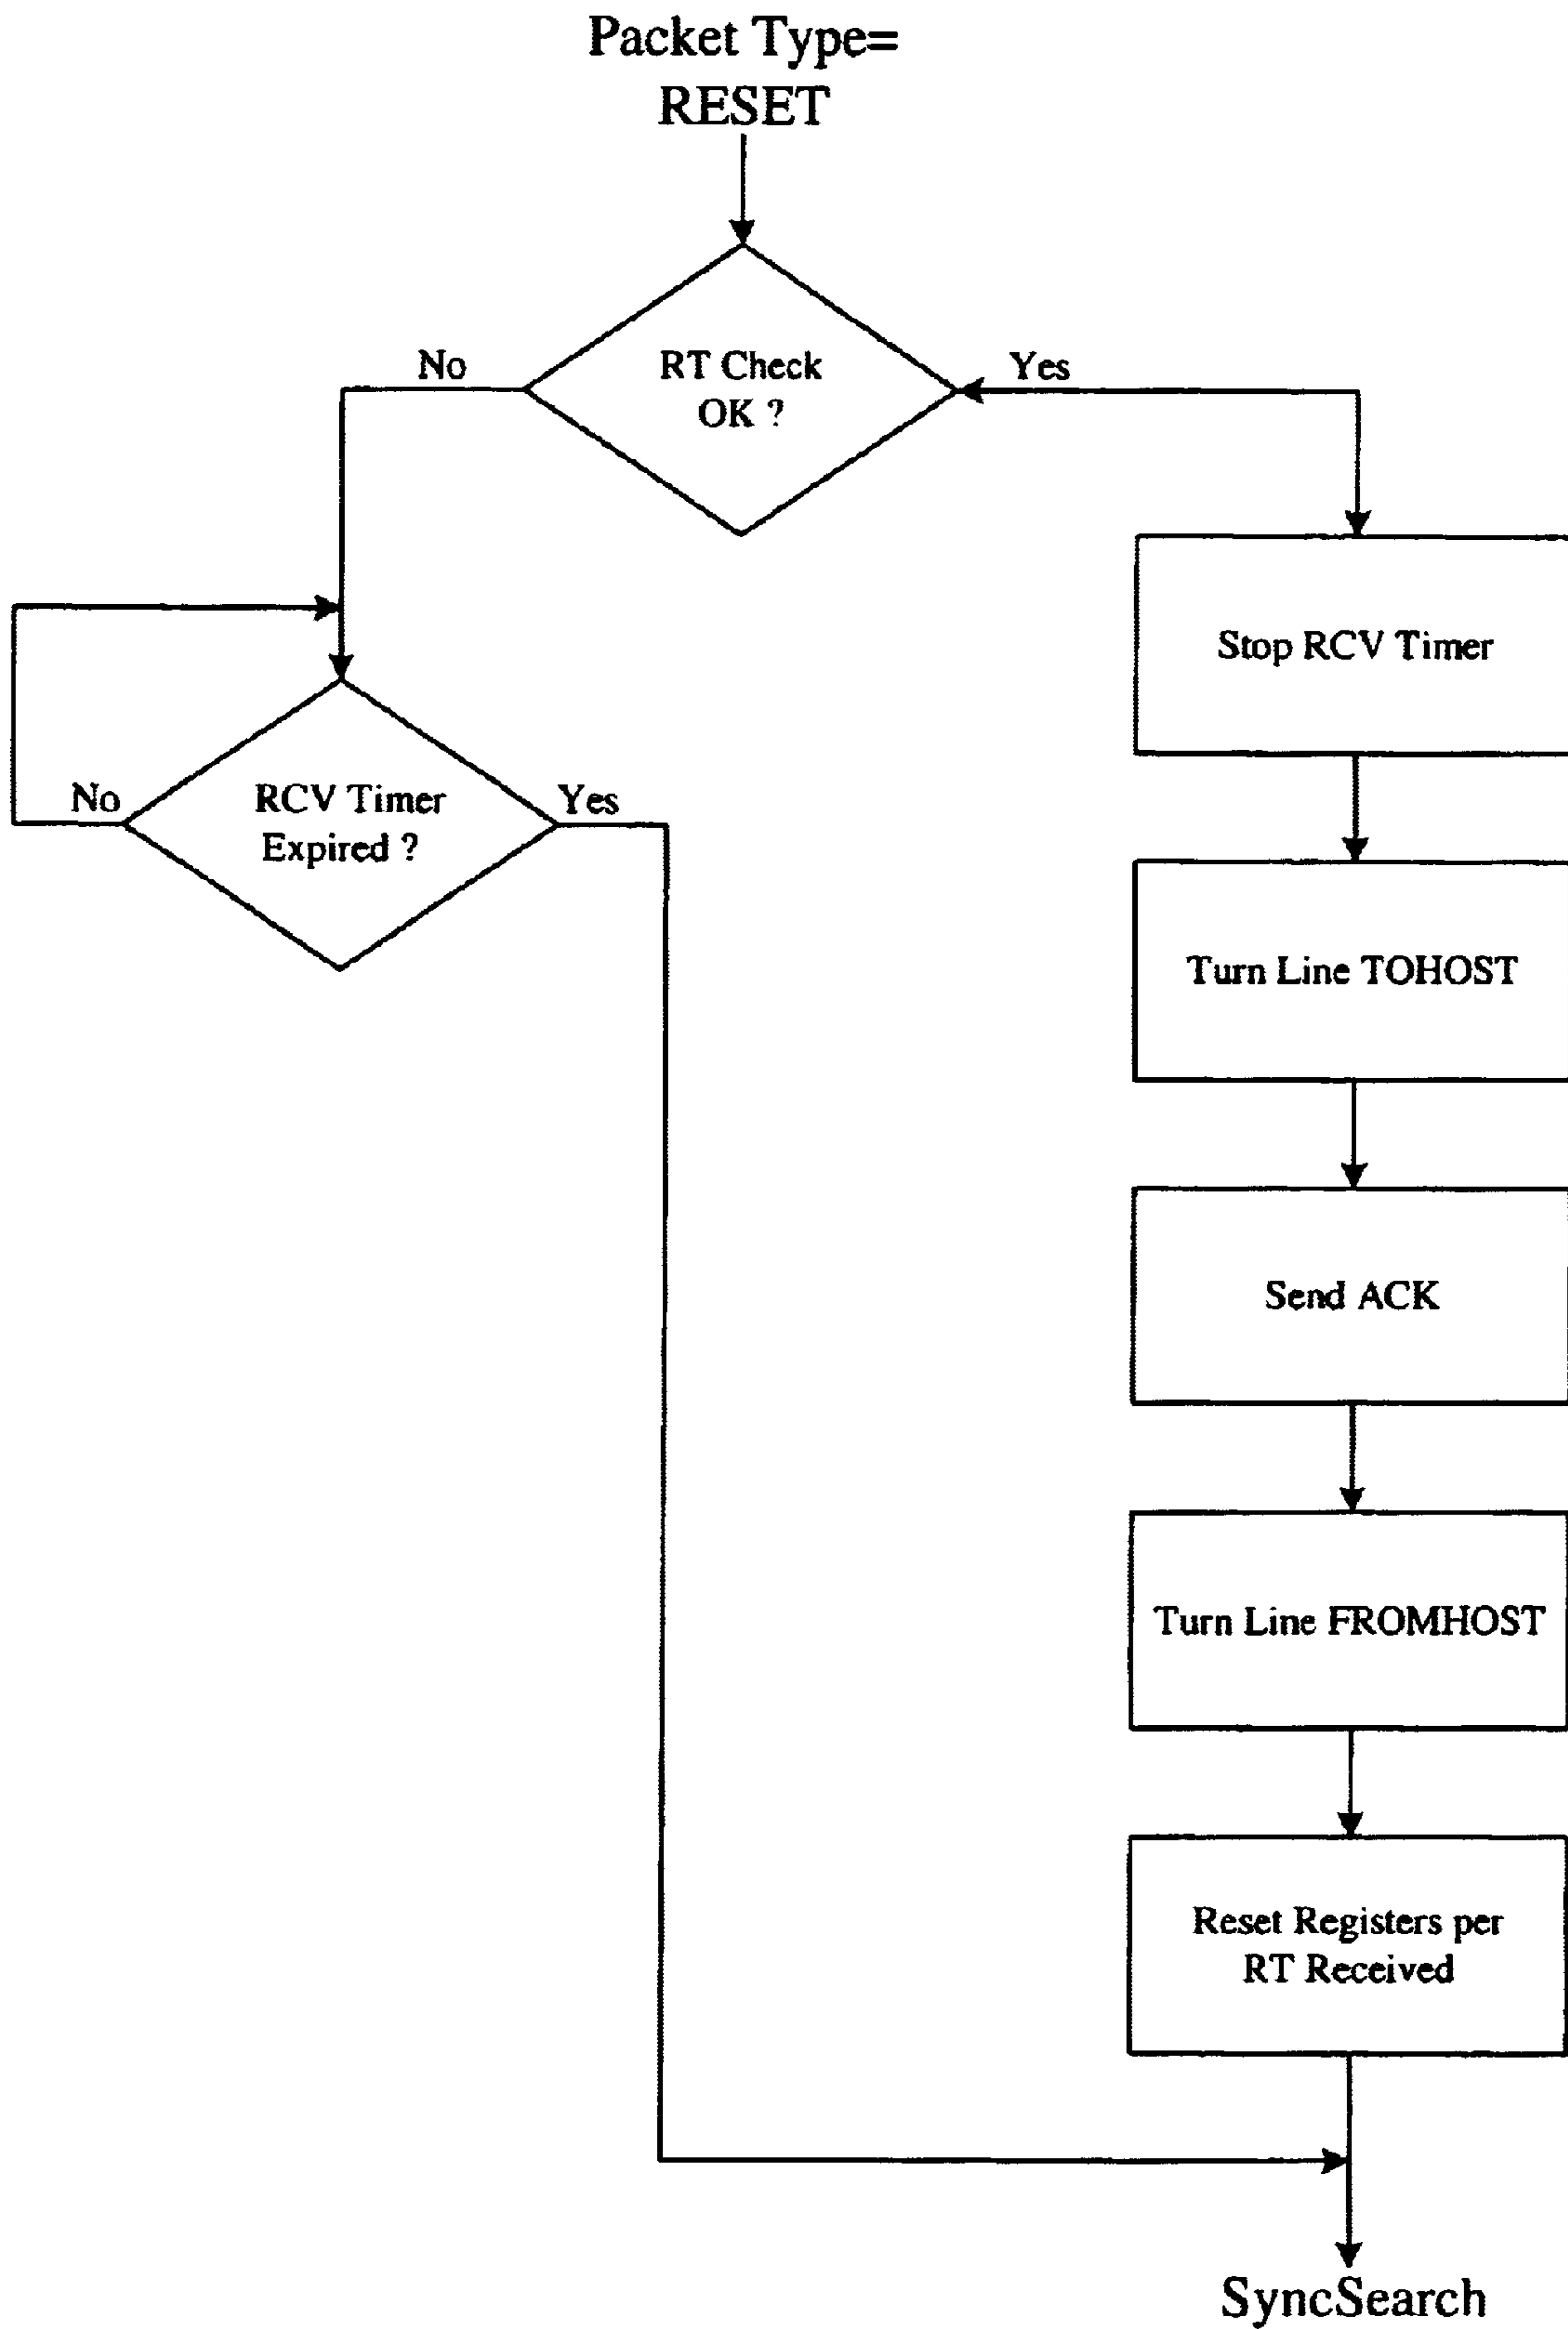 Packet Type=
RESET
No
RT Check
OK ?
Yes
Stop RCV Timer
No
RCV Timer
Expired ?
Yes
Turn Line TOHOST
Send ACK
Turn Line FROMHOST
Reset Registers per
RT Received
SyncSearch